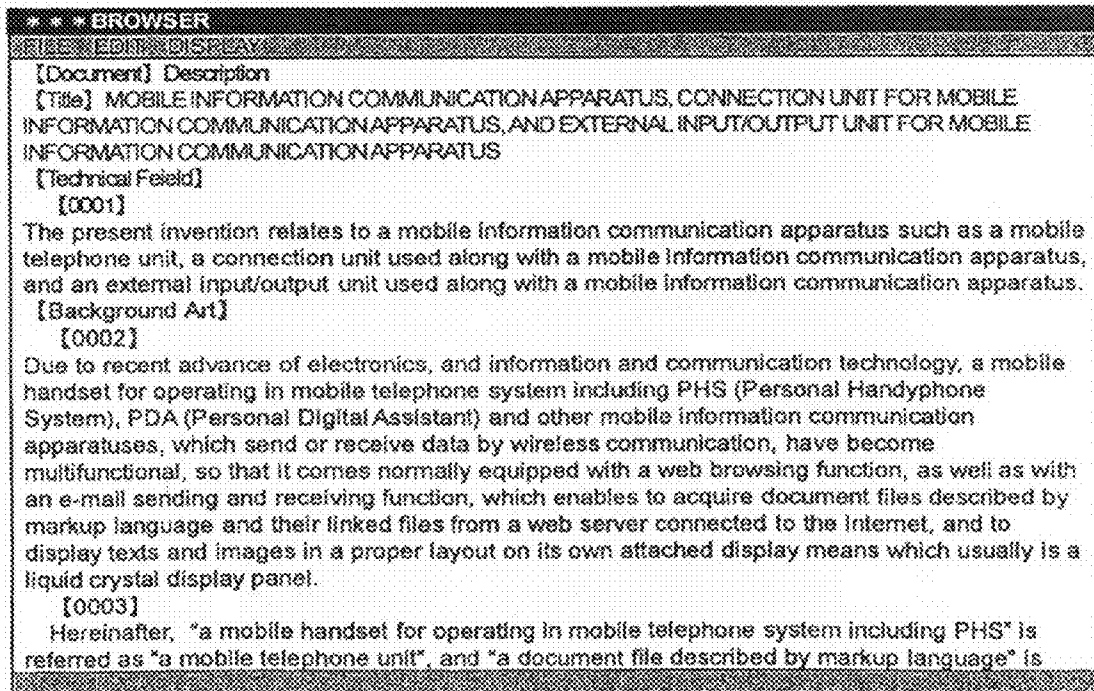 * * * BROWSER
FILE EDIT DISPLAY
【Document】 Description
【Title】 MOBILE INFORMATION COMMUNICATION APPARATUS, CONNECTION UNIT FOR MOBILE
INFORMATION COMMUNICATION APPARATUS, AND EXTERNAL INPUT/OUTPUT UNIT FOR MOBILE
INFORMATION COMMUNICATION APPARATUS
【Technical Feield】
【0001】
The present invention relates to a mobile information communication apparatus such as a mobile
telephone unit, a connection unit used along with a mobile information communication apparatus,
and an external input/output unit used along with a mobile information communication apparatus.
【Background Art】
【0002】
Due to recent advance of electronics, and information and communication technology, a mobile
handset for operating in mobile telephone system including PHS (Personal Handyphone
System), PDA (Personal Digital Assistant) and other mobile information communication
apparatuses, which send or receive data by wireless communication, have become
multifunctional, so that it comes normally equipped with a web browsing function, as well as with
an e-mail sending and receiving function, which enables to acquire document files described by
markup language and their linked files from a web server connected to the Internet, and to
display texts and images in a proper layout on its own attached display means which usually is a
liquid crystal display panel.
【0003】
Hereinafter, "a mobile handset for operating in mobile telephone system including PHS" is
referred as "a mobile telephone unit", and "a document file described by markup language" is